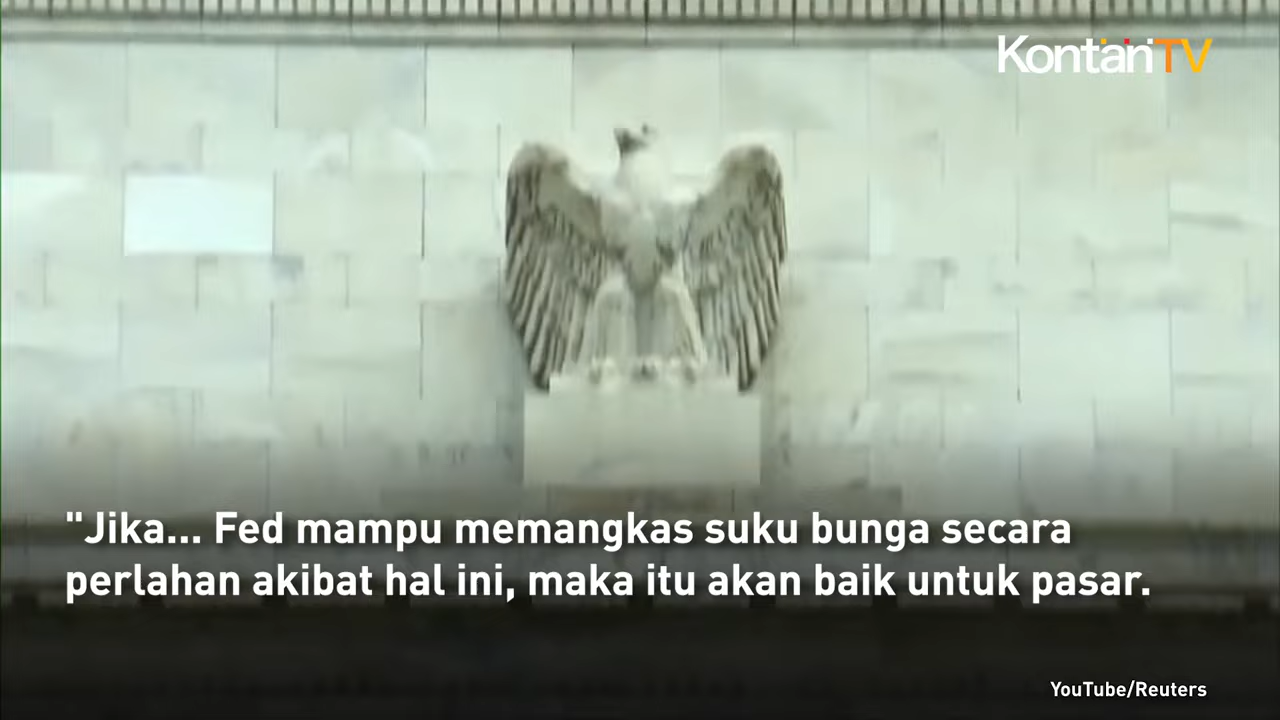 KontanTV
"Jika... Fed mampu memangkas suku bunga secara
perlahan akibat hal ini, maka itu akan baik untuk pasar.
YouTube/Reuters